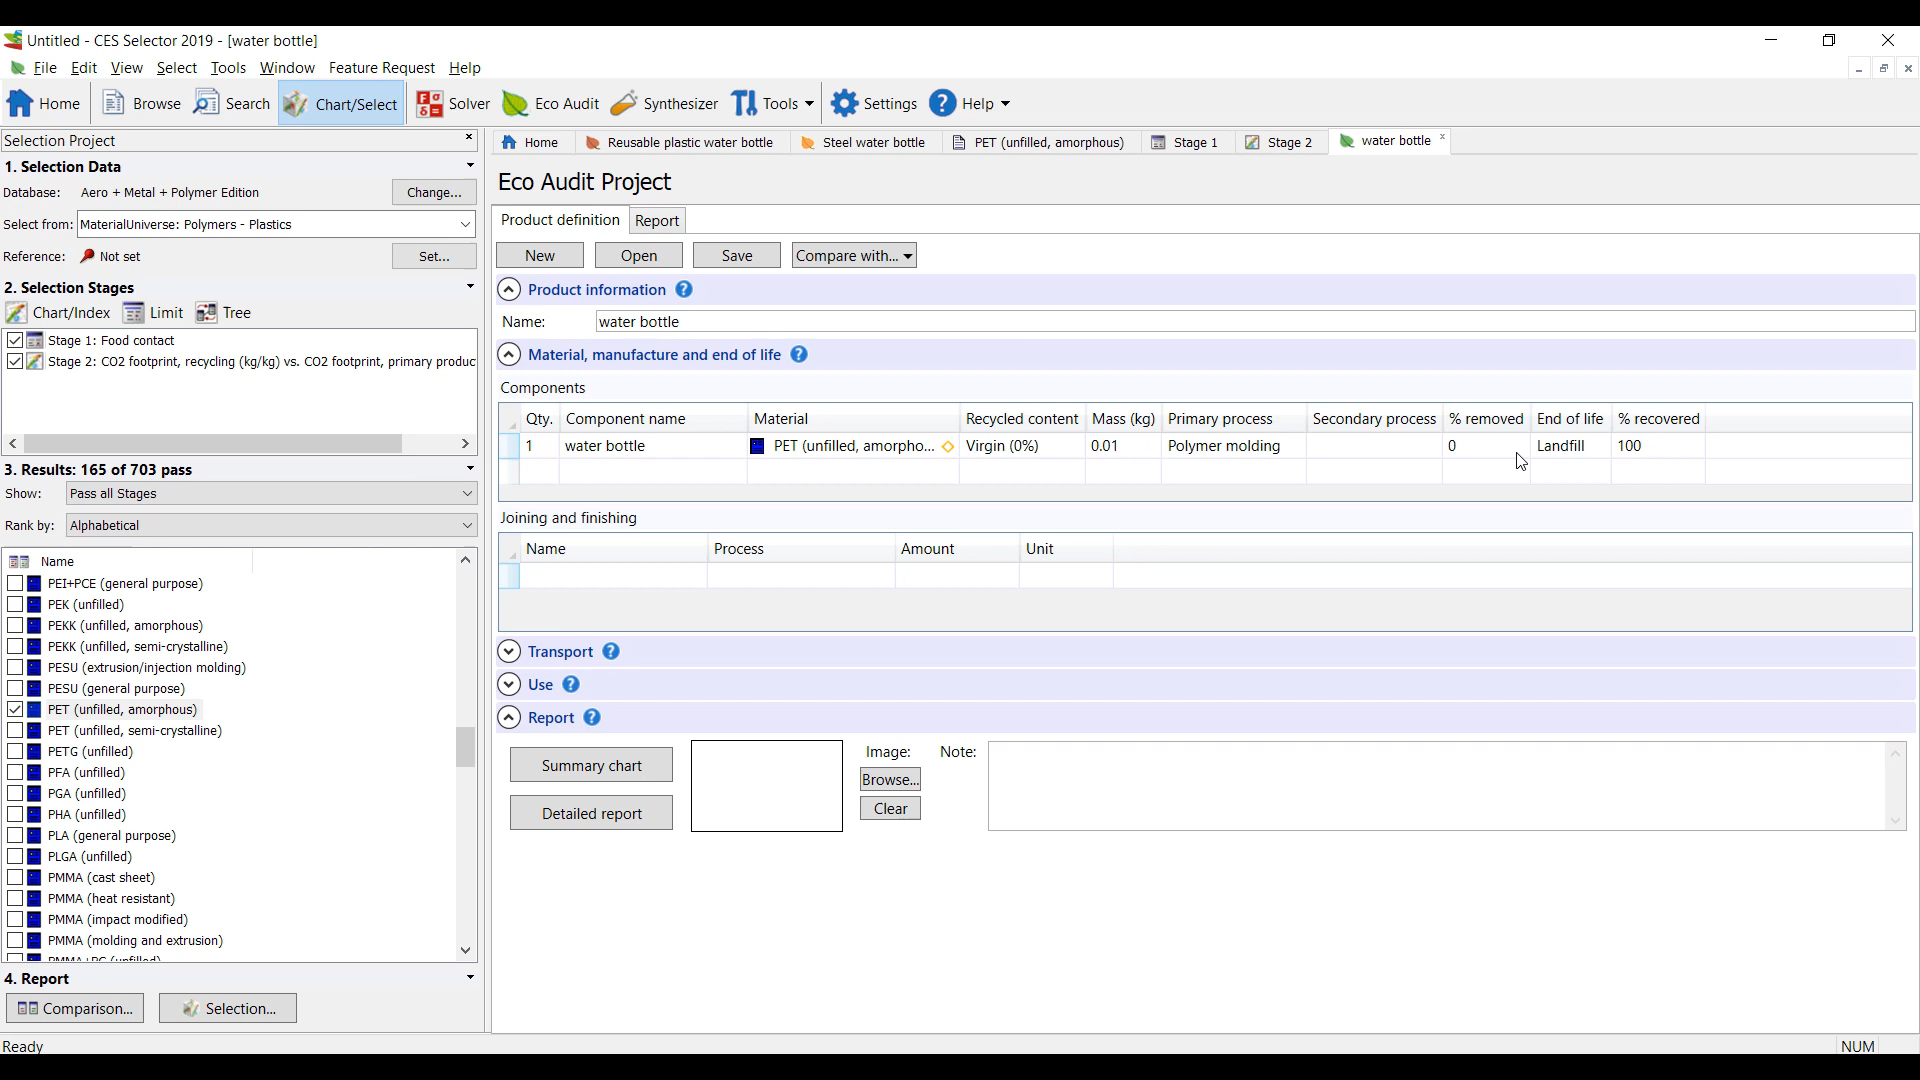 Untitled - CES Selector 2019 - [water bottle]
File Edit View Select Tools Window Feature Request Help
Home Browse Search Chart/Select Solver Eco Audit Synthesizer Tools Settings Help
Selection Project
1. Selection Data
Database: Aero + Metal + Polymer Edition Change...
Select from: MaterialUniverse: Polymers - Plastics
Reference: Not set Set...
2. Selection Stages
Chart/Index Limit Tree
Stage 1: Food contact
Stage 2: CO2 footprint, recycling (kg/kg) vs. CO2 footprint, primary produc
3. Results: 165 of 703 pass
Show: Pass all Stages
Rank by: Alphabetical
Name
PEI+PCE (general purpose)
PEK (unfilled)
PEKK (unfilled, amorphous)
PEKK (unfilled, semi-crystalline)
PESU (extrusion/injection molding)
PESU (general purpose)
PET (unfilled, amorphous)
PET (unfilled, semi-crystalline)
PETG (unfilled)
PFA (unfilled)
PGA (unfilled)
PHA (unfilled)
PLA (general purpose)
PLGA (unfilled)
PMMA (cast sheet)
PMMA (heat resistant)
PMMA (impact modified)
PMMA (molding and extrusion)
4. Report
Comparison... Selection...
Ready
Home Reusable plastic water bottle Steel water bottle PET (unfilled, amorphous) Stage 1 Stage 2 water bottle
Eco Audit Project
Product definition Report
New Open Save Compare with...
Product information ?
Name: water bottle
Material, manufacture and end of life ?
Components
Qty. Component name Material Recycled content Mass (kg) Primary process Secondary process % removed End of life % recovered
1 water bottle PET (unfilled, amorpho... Virgin (0%) 0.01 Polymer molding 0 Landfill 100
Joining and finishing
Name Process Amount Unit
Transport ?
Use ?
Report ?
Summary chart Image: Note:
Browse...
Detailed report Clear
NUM